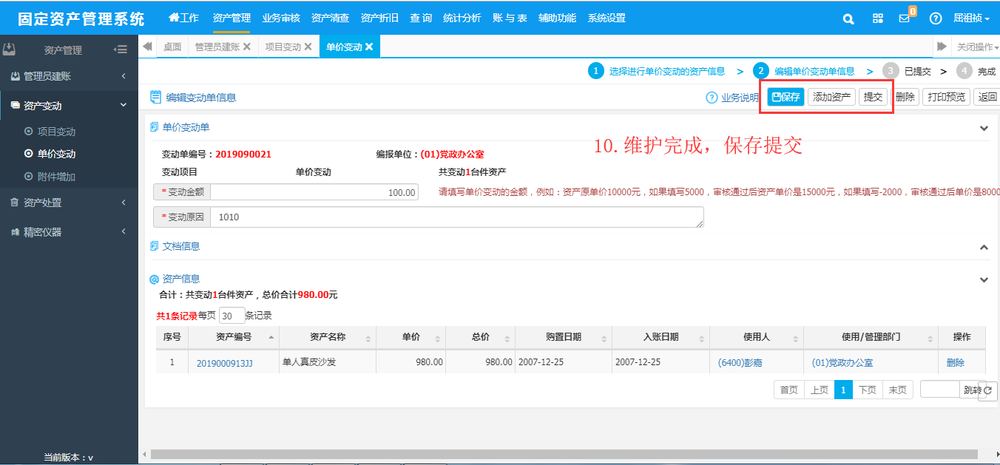 固定资产管理系统 工作 资产管理 业务审核 资产清查 资产折旧 查 询 统计分析 账 与 表 辅助功能 系统设置 0 屈祖祯
资产管理
桌面 管理员建账 项目变动 单价变动 关闭操作
管理员建账
资产变动
项目变动
单价变动
附件增加
资产处置
精密仪器
当前版本：v
1 选择进行单价变动的资产信息 > 2 编辑单价变动单信息 > 3 已提交 > 4 完成
编辑变动单信息 业务说明 保存 添加资产 提交 删除 打印预览 返回
单价变动单
10.维护完成，保存提交
变动单编号：2019090021 编报单位：(01)党政办公室
变动项目 单价变动 共变动1台件资产
*变动金额 100.00 请填写单价变动的金额，例如：资产原单价10000元，如果填写5000，审核通过后资产单价是15000元，如果填写-2000，审核通过后单价是8000
*变动原因 1010
文档信息
资产信息
合计：共变动1台件资产，总价合计980.00元
共1条记录每页 30 条记录
序号 资产编号 资产名称 单价 总价 购置日期 入账日期 使用人 使用/管理部门 操作
1 2019000913JJ 单人真皮沙发 980.00 980.00 2007-12-25 2007-12-25 (6400)彭嘉 (01)党政办公室 删除
首页 上页 1 下页 末页 跳转